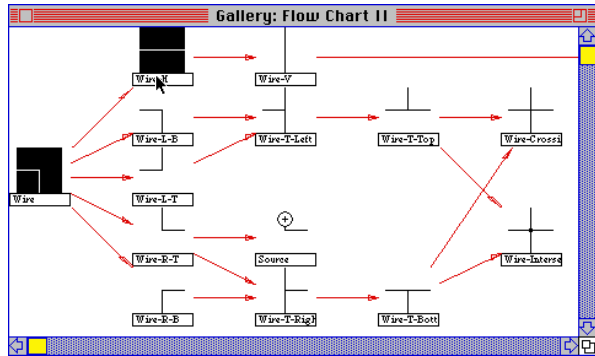 Gallery: Flow Chart II
Wire-H
Wire-V
Wire-L-B
Wire-T-Left
Wire-T-Top
Wire-Crossi
Wire
Wire-L-T
Wire-R-T
Source
Wire-Interse
Wire-R-B
Wire-T-Righ
Wire-T-Bott